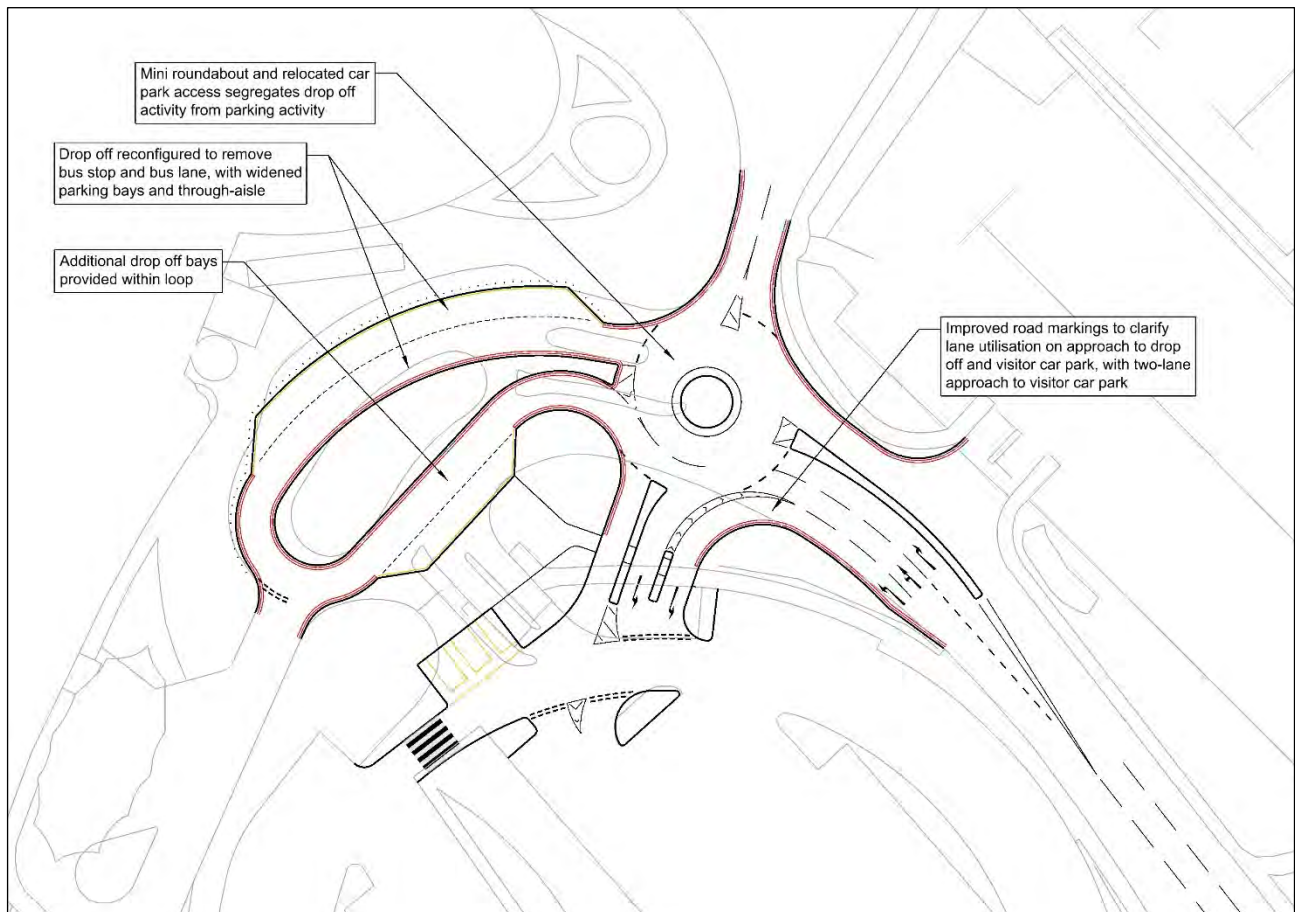 Mini roundabout and relocated car
park access segregates drop off
activity from parking activity
Drop off reconfigured to remove
bus stop and bus lane, with widened
parking bays and through-aisle
Additional drop off bays
provided within loop
Improved road markings to clarify
lane utilisation on approach to drop
off and visitor car park, with two-lane
approach to visitor car park